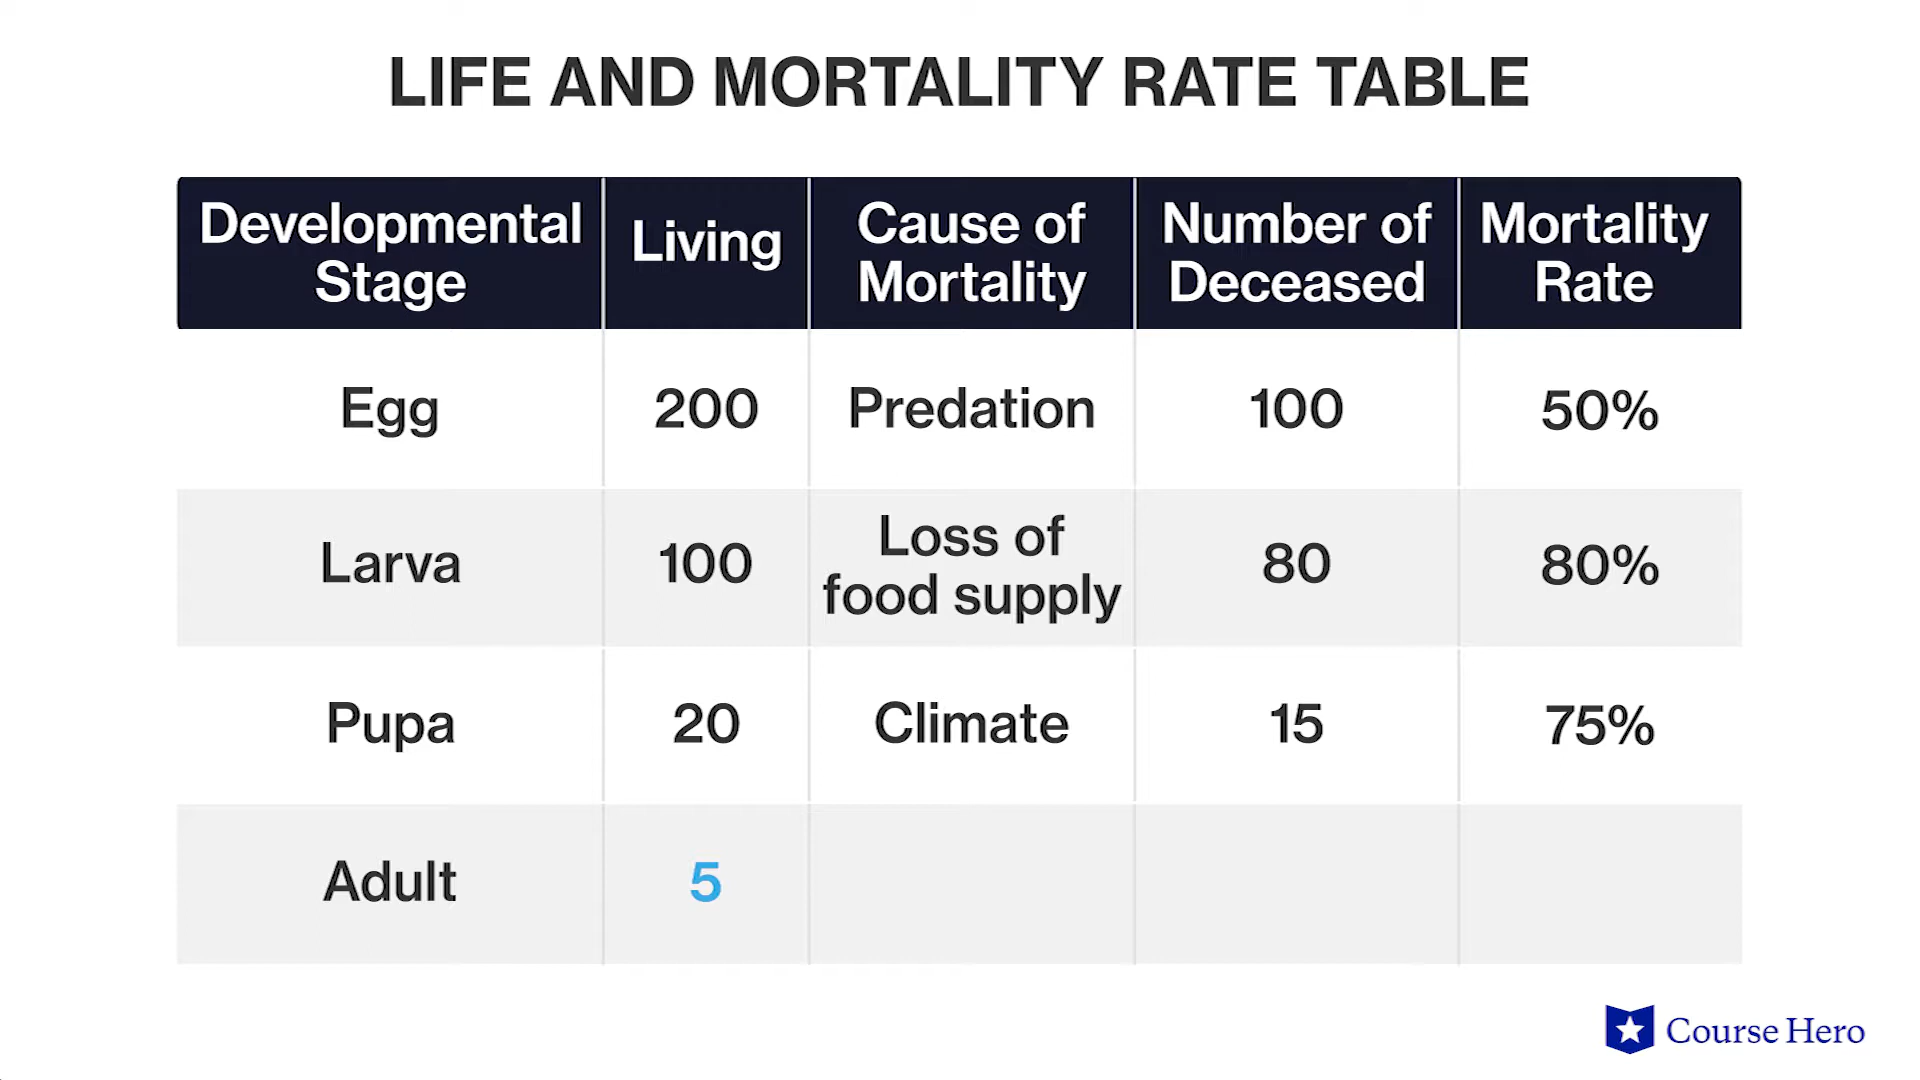 LIFE AND MORTALITY RATE TABLE
Developmental Stage Living Cause of Mortality Number of Deceased Mortality Rate
Egg 200 Predation 100 50%
Larva 100 Loss of food supply 80 80%
Pupa 20 Climate 15 75%
Adult 5
Course Hero